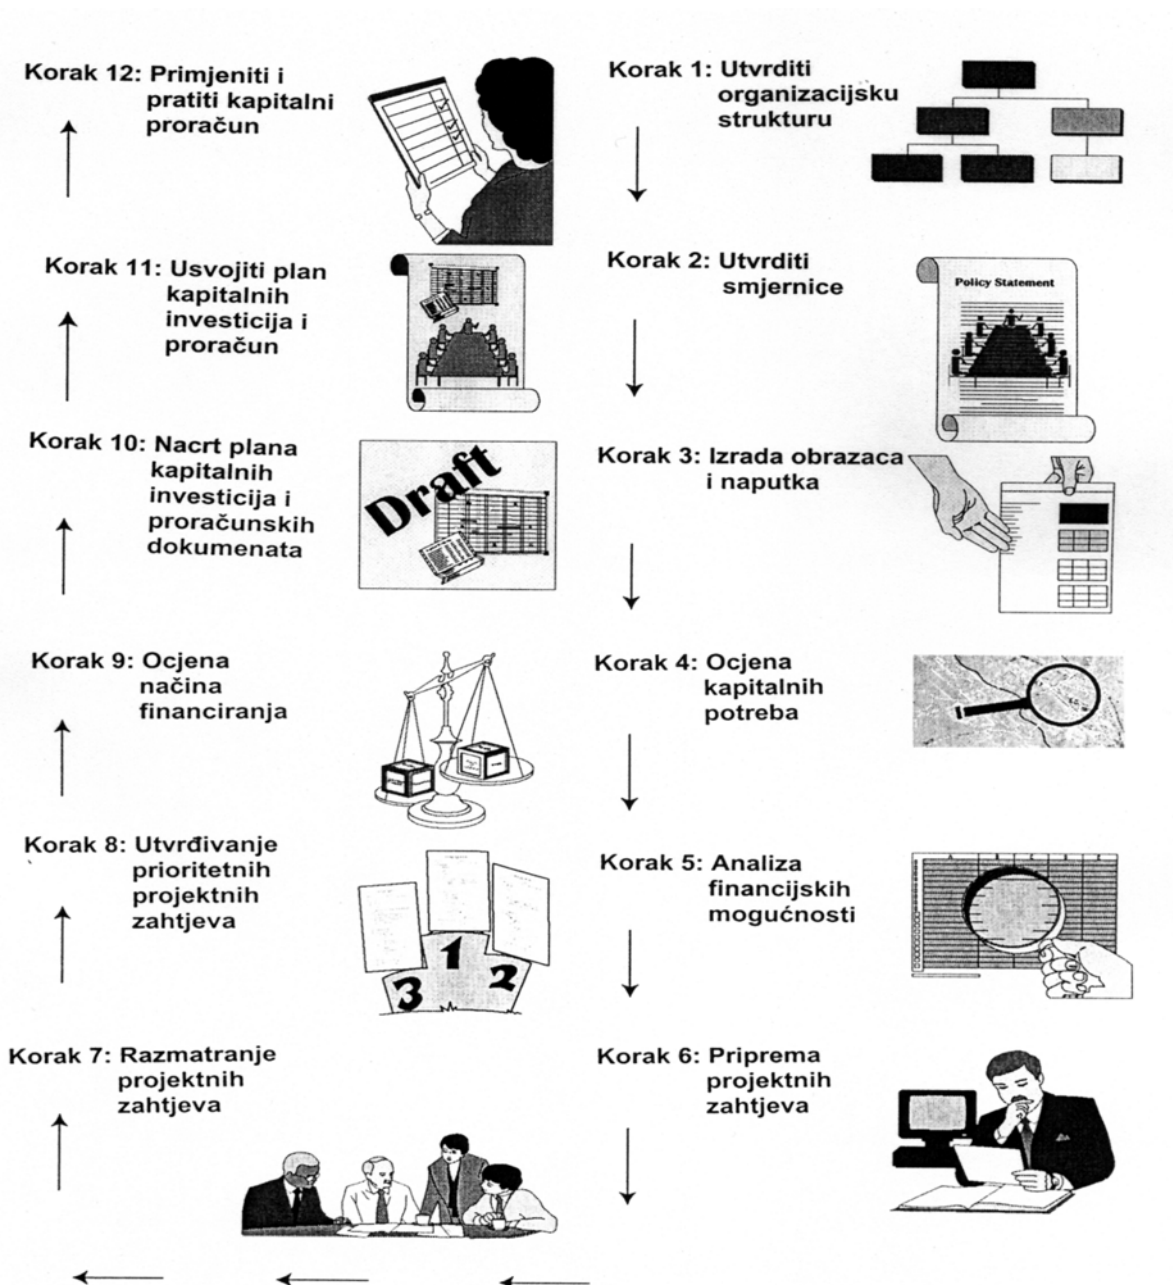 Korak 1: Utvrditi
organizacijsku
strukturu
Korak 2: Utvrditi
smjernice
Policy Statement
Korak 3: Izrada obrazaca
i naputka
Korak 4: Ocjena
kapitalnih
potreba
Korak 5: Analiza
financijskih
mogućnosti
A B C D E
Korak 6: Priprema
projektnih
zahtjeva
Korak 7: Razmatranje
projektnih
zahtjeva
Korak 8: Utvrđivanje
prioritetnih
projektnih
zahtjeva
1
2
3
Korak 9: Ocjena
načina
financiranja
Korak 10: Nacrt plana
kapitalnih
investicija i
proračunskih
dokumenata
Draft
Korak 11: Usvojiti plan
kapitalnih
investicija i
proračun
Korak 12: Primjeniti i
pratiti kapitalni
proračun